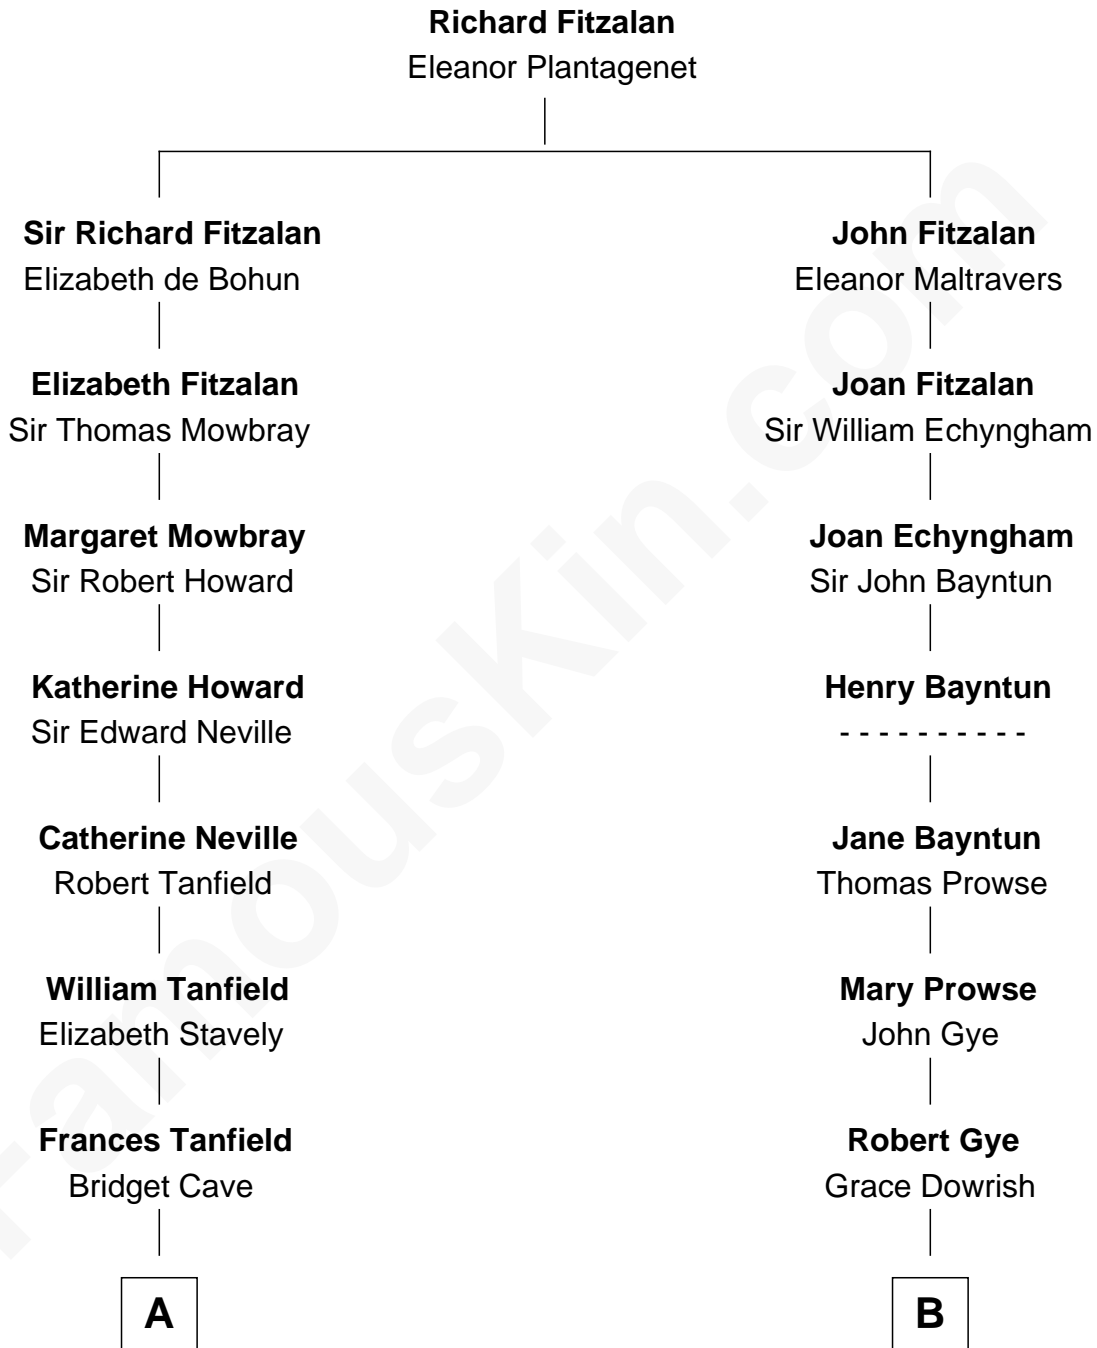 Richard Fitzalan
Eleanor Plantagenet
Sir Richard Fitzalan
Elizabeth de Bohun
Elizabeth Fitzalan
Sir Thomas Mowbray
Margaret Mowbray
Sir Robert Howard
Katherine Howard
Sir Edward Neville
Catherine Neville
Robert Tanfield
William Tanfield
Elizabeth Stavely
Frances Tanfield
Bridget Cave
A
John Fitzalan
Eleanor Maltravers
Joan Fitzalan
Sir William Echyngham
Joan Echyngham
Sir John Bayntun
Henry Bayntun
- - - - - - - - - -
Jane Bayntun
Thomas Prowse
Mary Prowse
John Gye
Robert Gye
Grace Dowrish
B
FamousKin.com